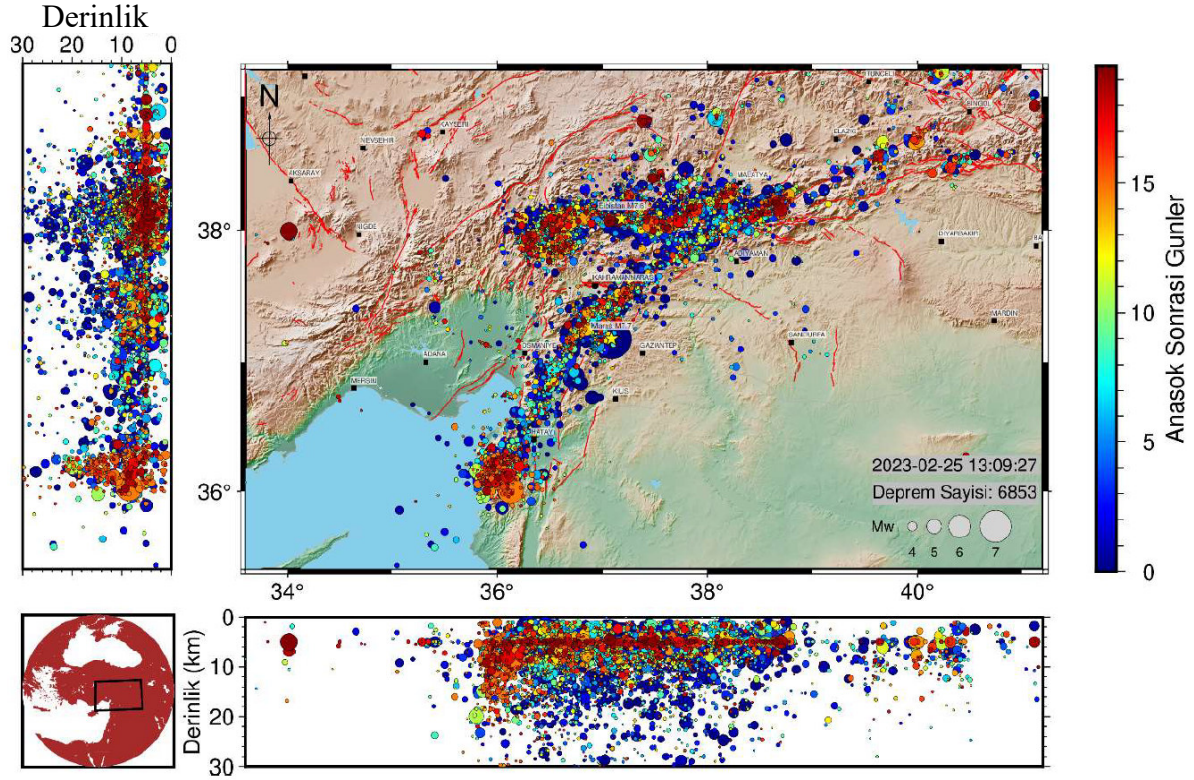 Derinlik
30 20 10 0
N
KAYSERI
NEVSEHIR
AKSARAY
NIGDE
TUNCELI
BINGOL
ELAZIG
MALATYA
Elbistan M7.6
DIYARBAKIR
BA
ADIYAMAN
KAHRAMANMARAS
Maras M7.7
MARDIN
SANLIURFA
OSMANIYE
GAZIANTEP
ADANA
MERSIN
KILIS
HATAY
38°
36°
34° 36° 38° 40°
2023-02-25 13:09:27
Deprem Sayisi: 6853
Mw
4 5 6 7
15
10
5
0
Anasok Sonrasi Gunler
Derinlik (km)
0
10
20
30